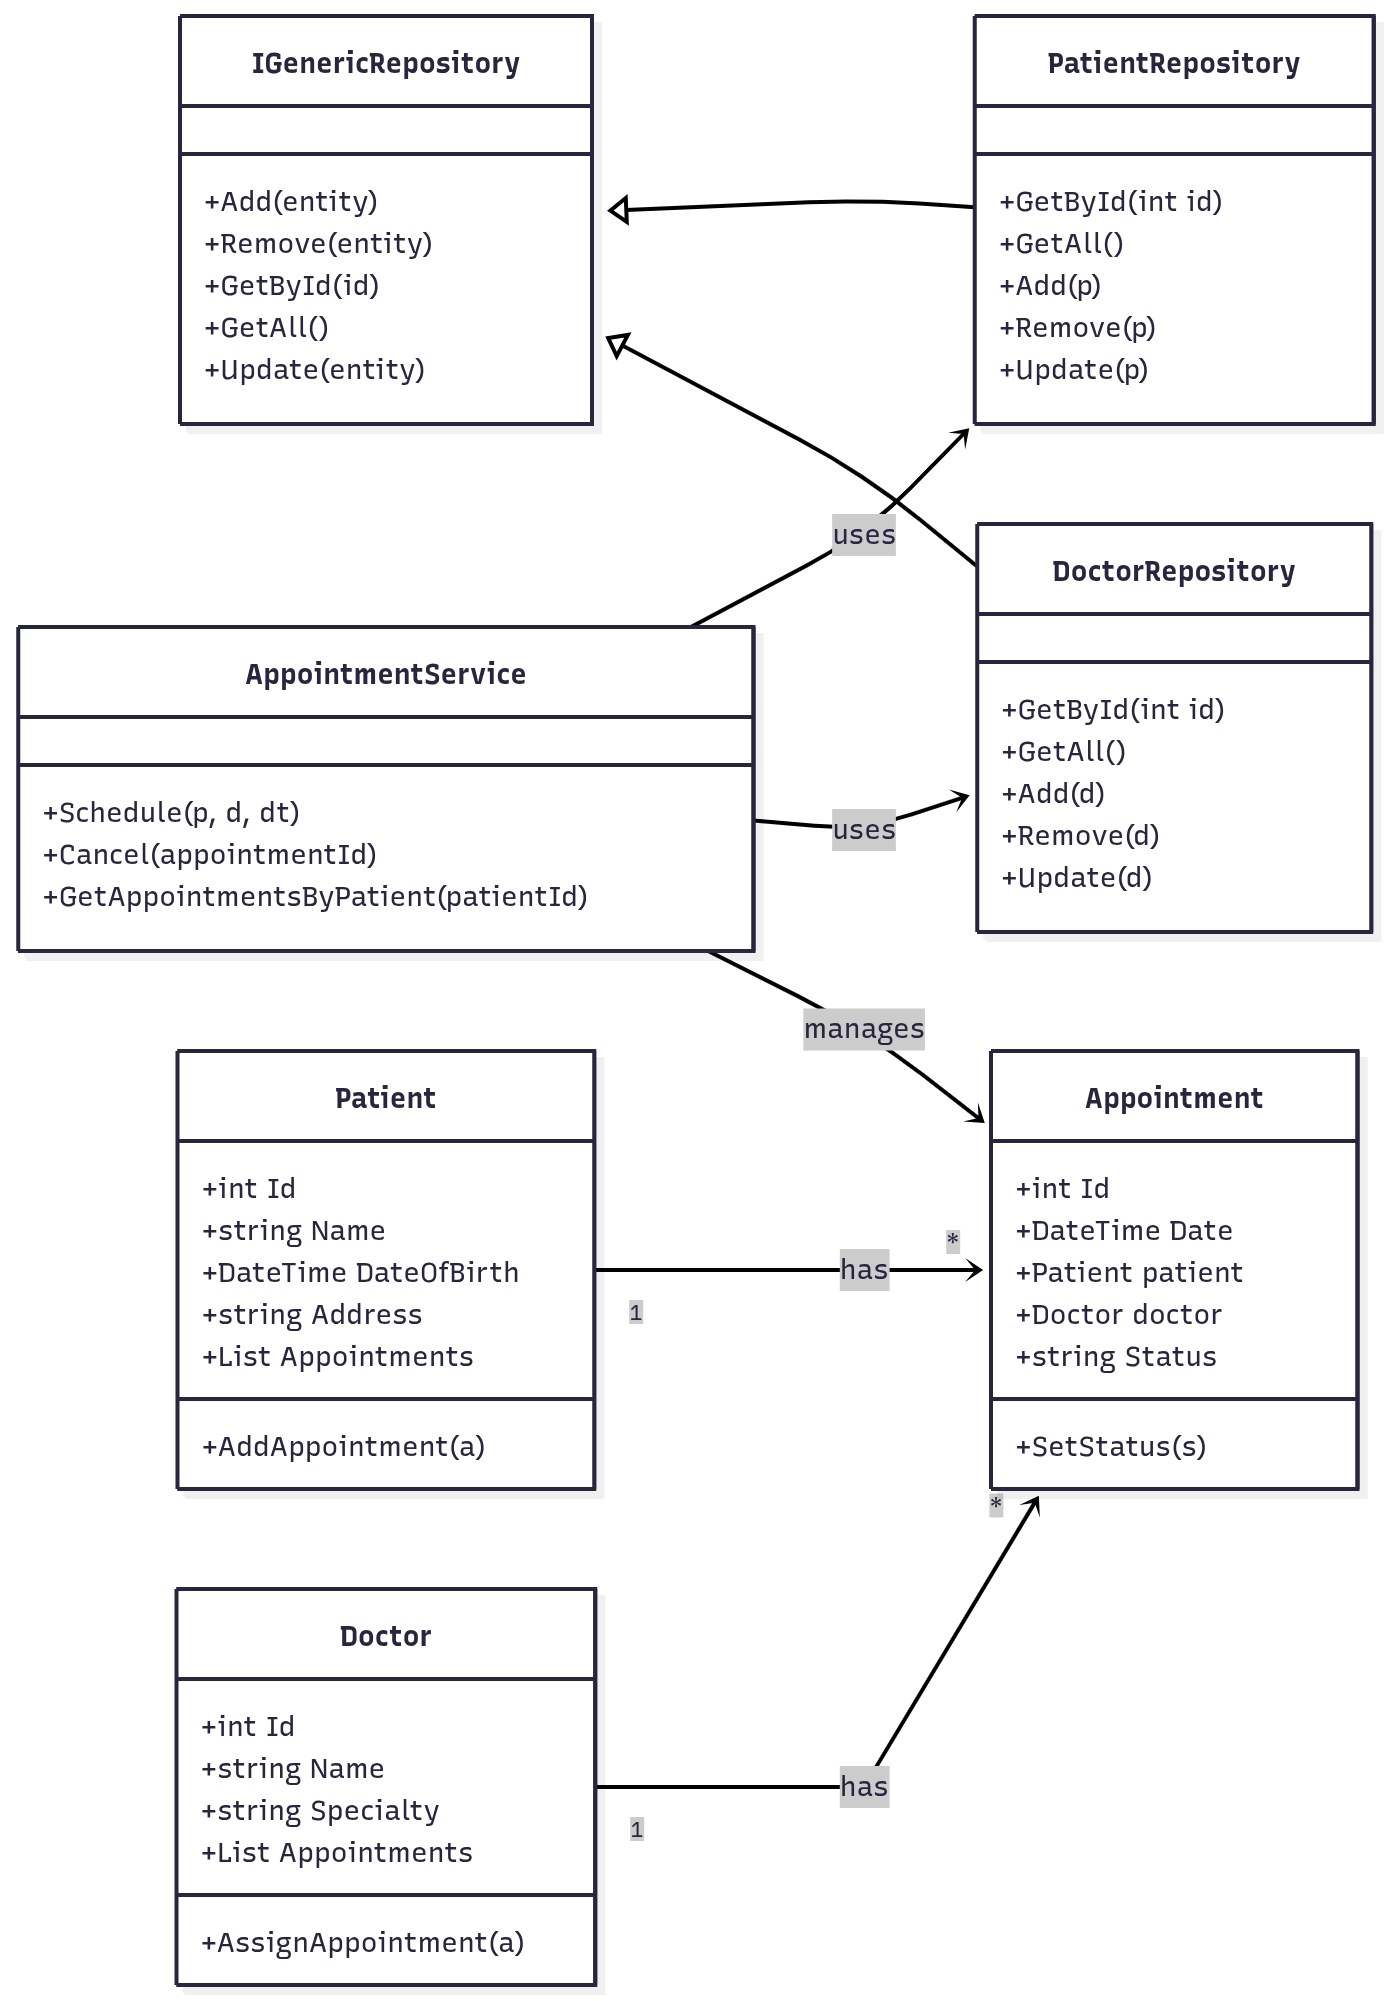 IGenericRepository
+Add(entity)
+Remove(entity)
+GetById(id)
+GetAll()
+Update(entity)
PatientRepository
+GetById(int id)
+GetAll()
+Add(p)
+Remove(p)
+Update(p)
uses
DoctorRepository
+GetById(int id)
+GetAll()
+Add(d)
+Remove(d)
+Update(d)
AppointmentService
+Schedule(p, d, dt)
+Cancel(appointmentId)
+GetAppointmentsByPatient(patientId)
uses
manages
Patient
+int Id
+string Name
+DateTime DateOfBirth
+string Address
+List Appointments
+AddAppointment(a)
1
has
*
Appointment
+int Id
+DateTime Date
+Patient patient
+Doctor doctor
+string Status
+SetStatus(s)
*
Doctor
+int Id
+string Name
+string Specialty
+List Appointments
+AssignAppointment(a)
has
1